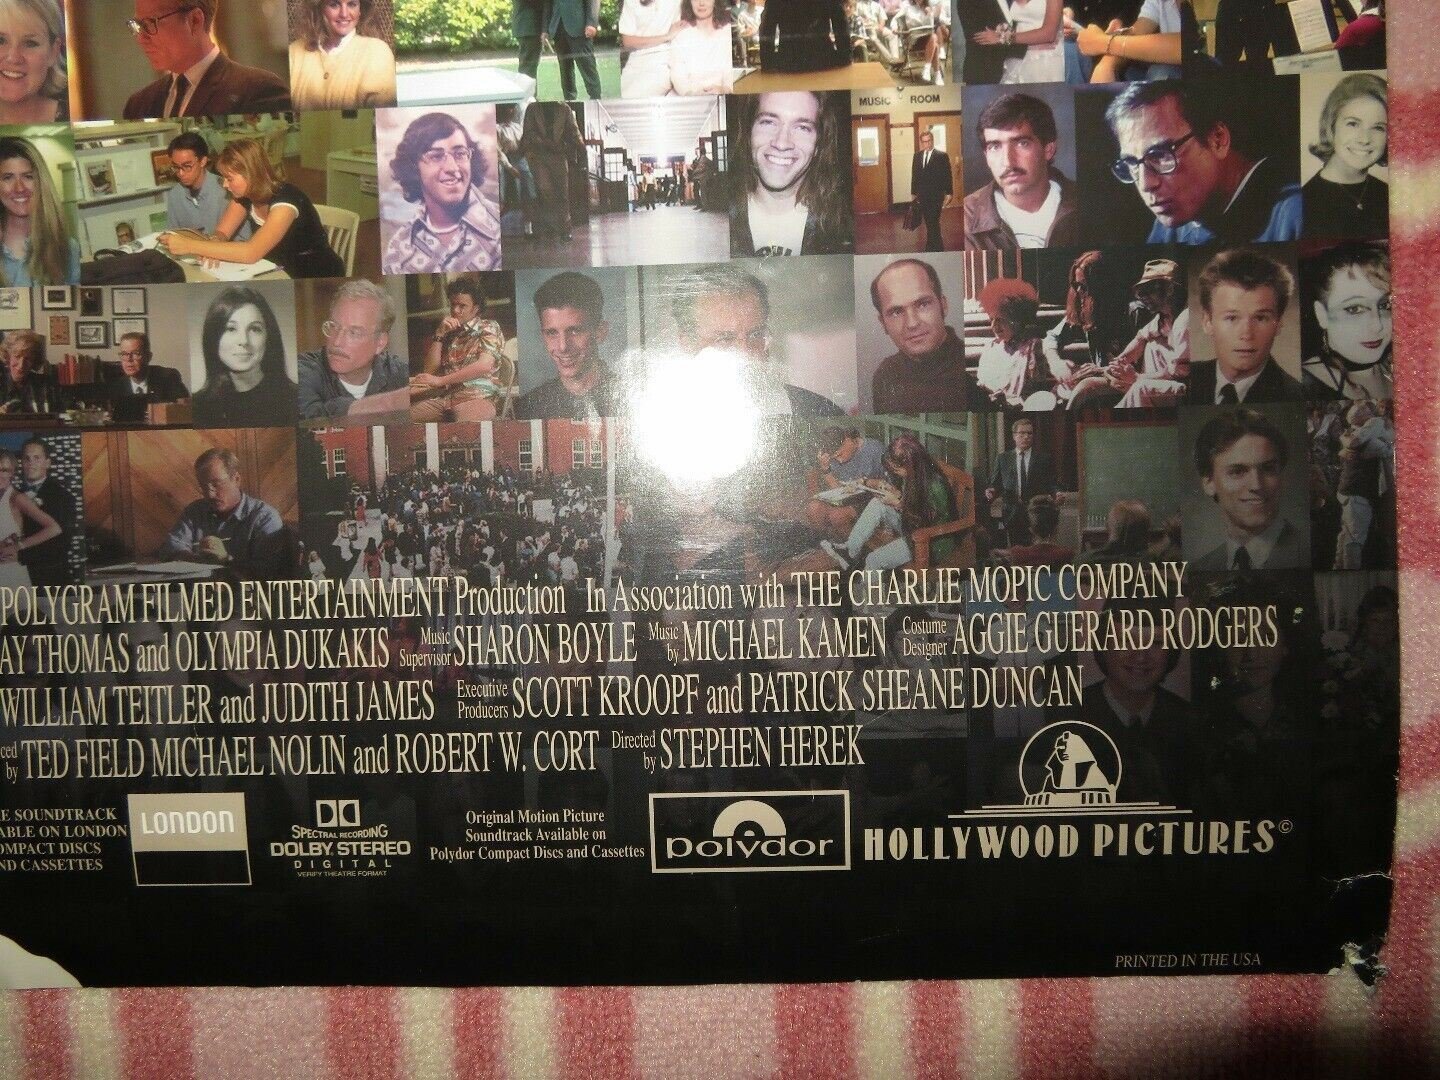 MUSIC ROOM
POLYGRAM FILMED ENTERTAINMENT Production In Association with THE CHARLIE MOPIC COMPANY
AY THOMAS and OLYMPIA DUKAKIS Music Supervisor SHARON BOYLE Music by MICHAEL KAMEN Costume Designer AGGIE GUERARD RODGERS
WILLIAM TEITLER and JUDITH JAMES Executive Producers SCOTT KROOPF and PATRICK SHEANE DUNCAN
ced by TED FIELD MICHAEL NOLIN and ROBERT W. CORT Directed by STEPHEN HEREK
E SOUNDTRACK
ABLE ON LONDON
OMPACT DISCS
ND CASSETTES
LONDON
SPECTRAL RECORDING
DOLBY STEREO
DIGITAL
VERIFY THEATRE FORMAT
Original Motion Picture
Soundtrack Available on
Polydor Compact Discs and Cassettes
polydor
HOLLYWOOD PICTURES©
PRINTED IN THE USA